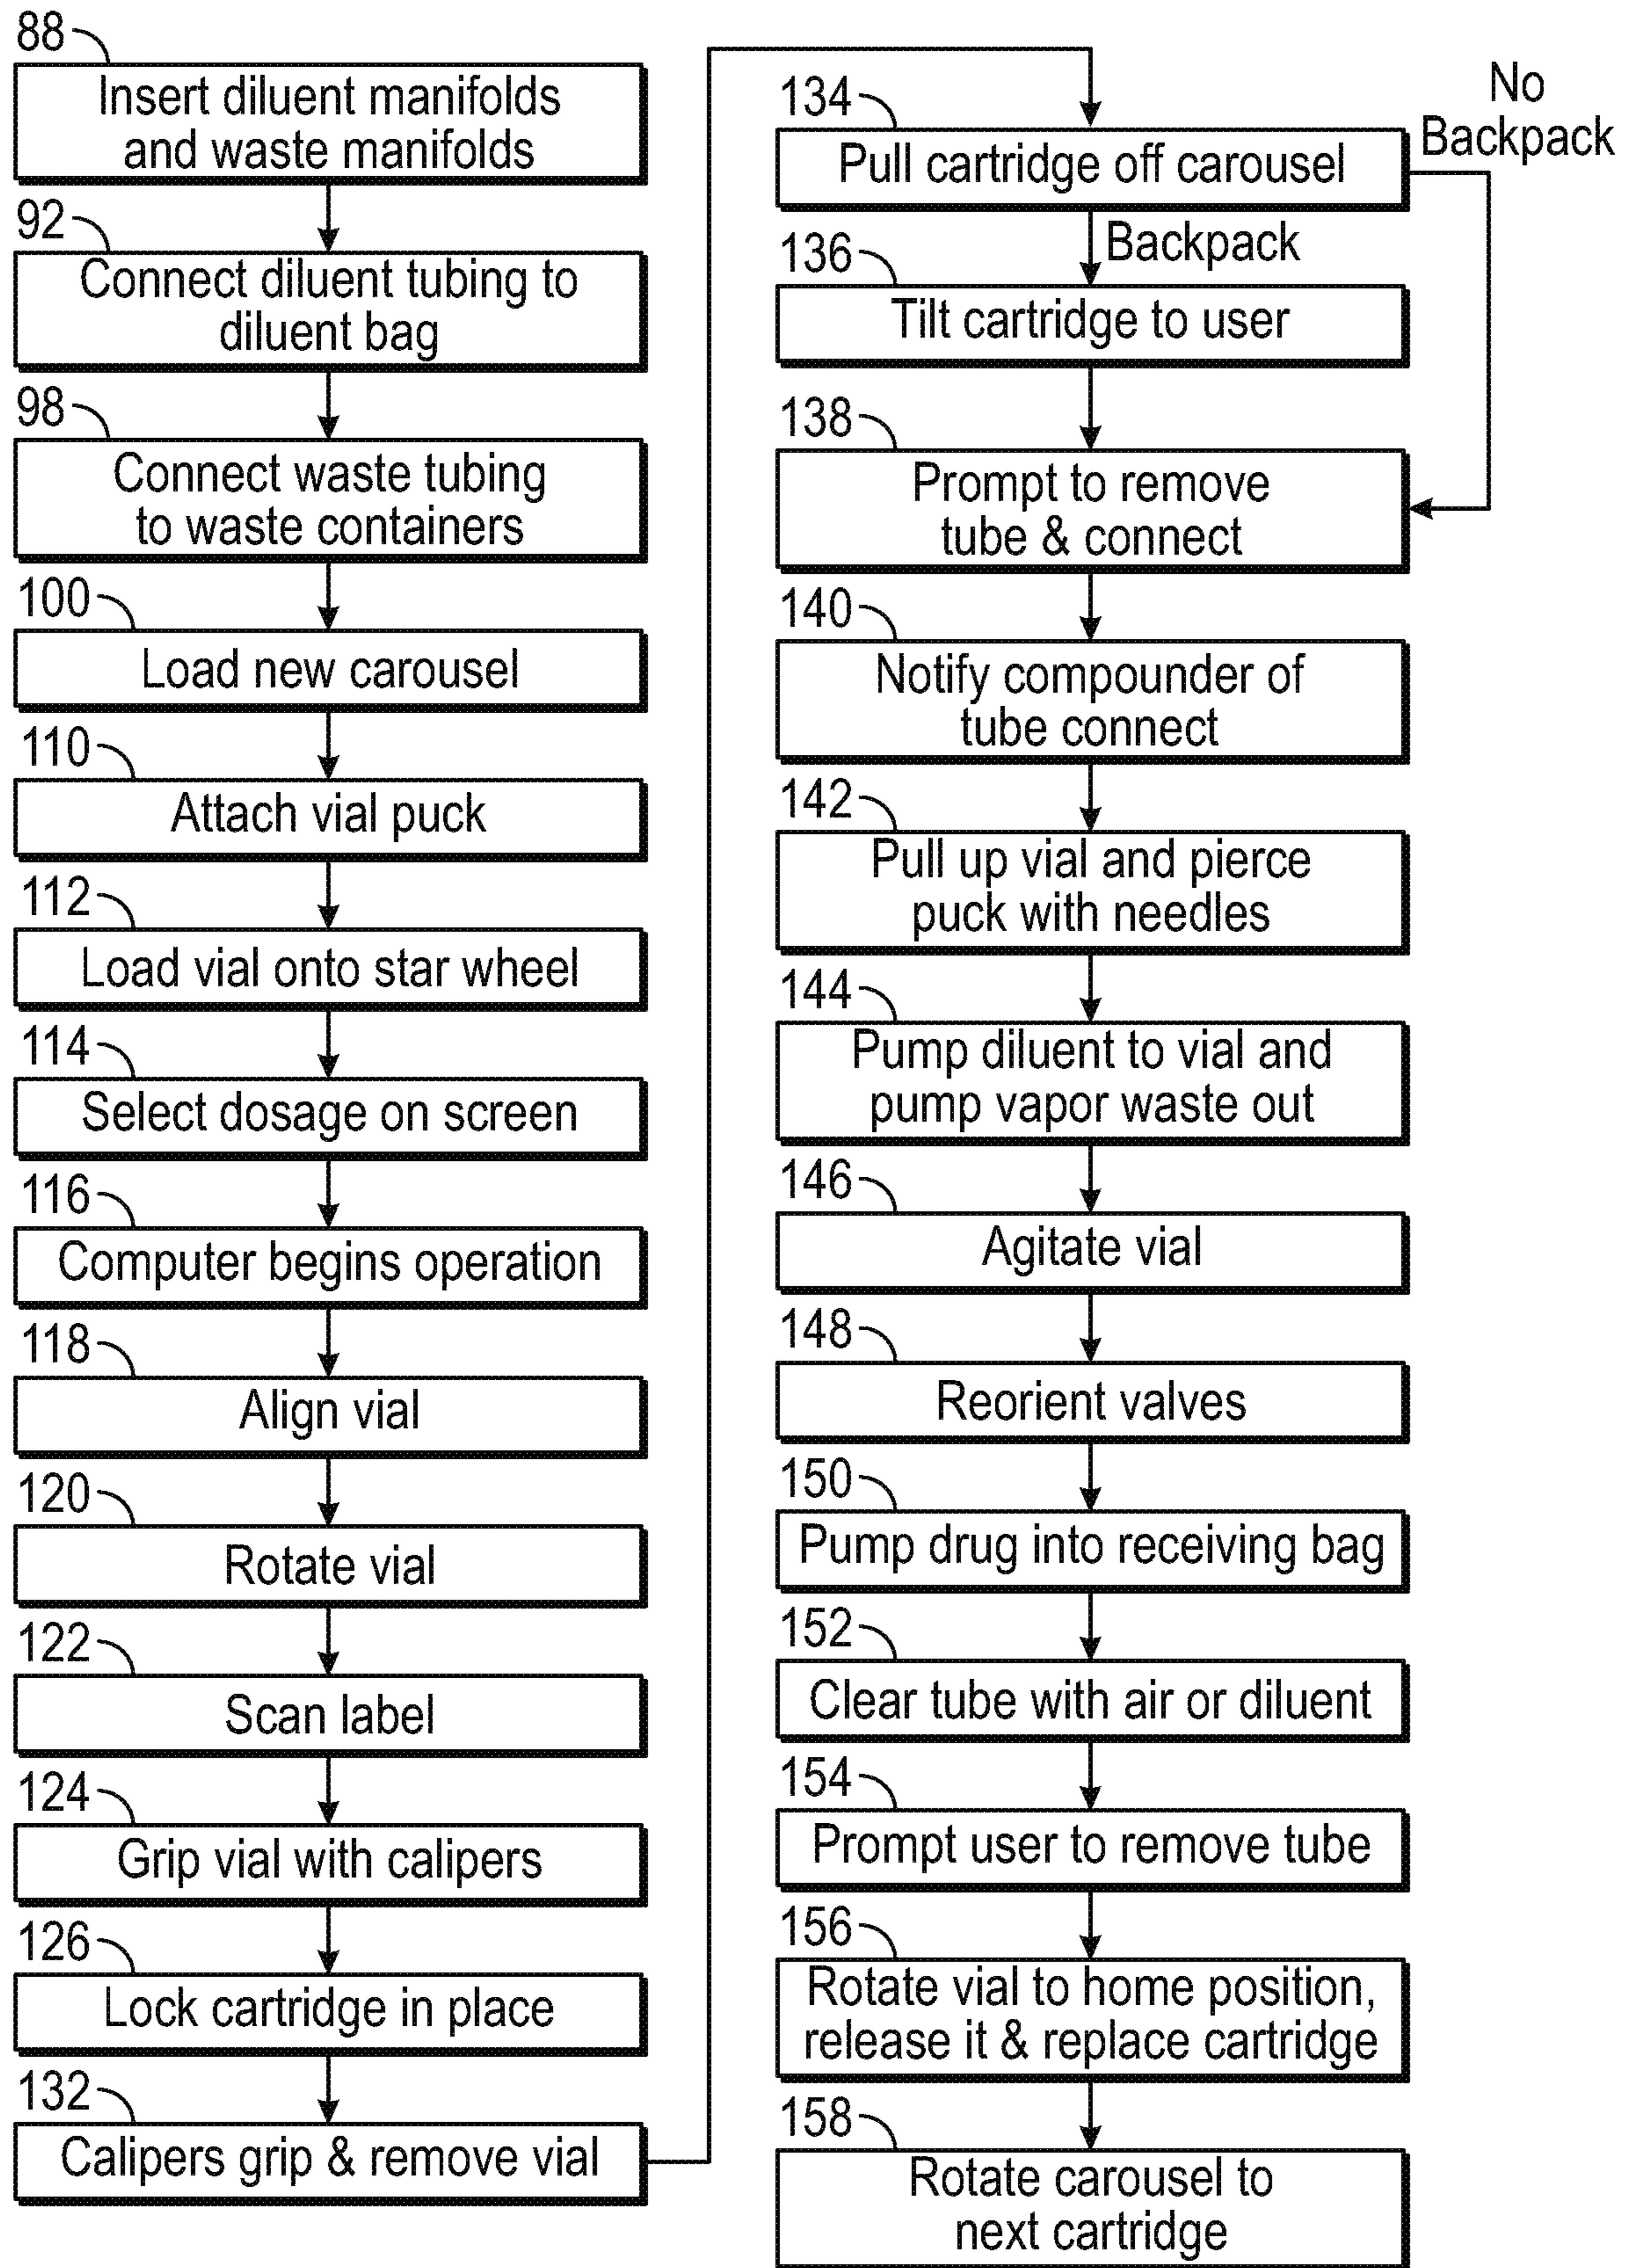 88
Insert diluent manifolds
and waste manifolds
92
Connect diluent tubing to
diluent bag
98
Connect waste tubing
to waste containers
100
Load new carousel
110
Attach vial puck
112
Load vial onto star wheel
114
Select dosage on screen
116
Computer begins operation
118
Align vial
120
Rotate vial
122
Scan label
124
Grip vial with calipers
126
Lock cartridge in place
132
Calipers grip & remove vial
134
Pull cartridge off carousel
No
Backpack
Backpack
136
Tilt cartridge to user
138
Prompt to remove
tube & connect
140
Notify compounder of
tube connect
142
Pull up vial and pierce
puck with needles
144
Pump diluent to vial and
pump vapor waste out
146
Agitate vial
148
Reorient valves
150
Pump drug into receiving bag
152
Clear tube with air or diluent
154
Prompt user to remove tube
156
Rotate vial to home position,
release it & replace cartridge
158
Rotate carousel to
next cartridge